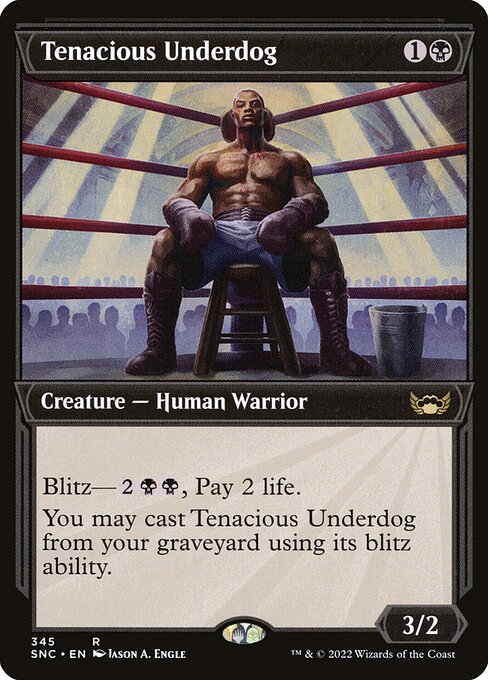 Tenacious Underdog 1
Creature — Human Warrior
Blitz—2, Pay 2 life.
You may cast Tenacious Underdog
from your graveyard using its blitz
ability.
3/2
345 R
SNC • EN Jason A. Engle
™ & © 2022 Wizards of the Coast